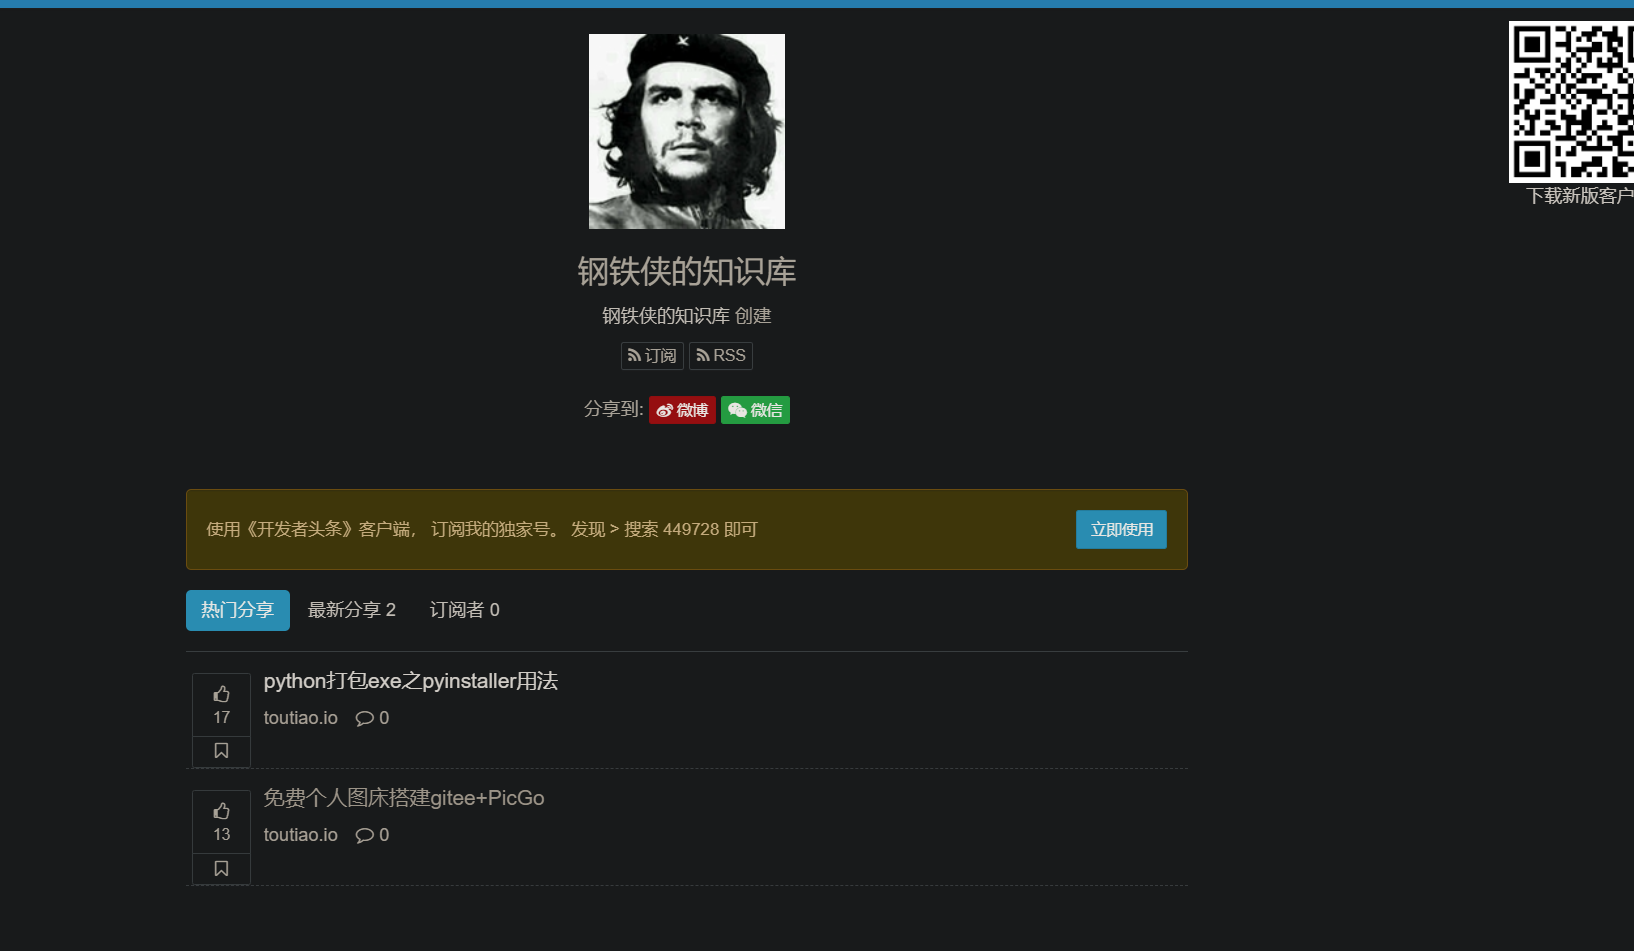 下载新版客户
钢铁侠的知识库
钢铁侠的知识库 创建
订阅 RSS
分享到: 微博 微信
使用《开发者头条》客户端， 订阅我的独家号。 发现 > 搜索 449728 即可 立即使用
热门分享 最新分享 2 订阅者 0
python打包exe之pyinstaller用法
17
toutiao.io 0
免费个人图床搭建gitee+PicGo
13
toutiao.io 0